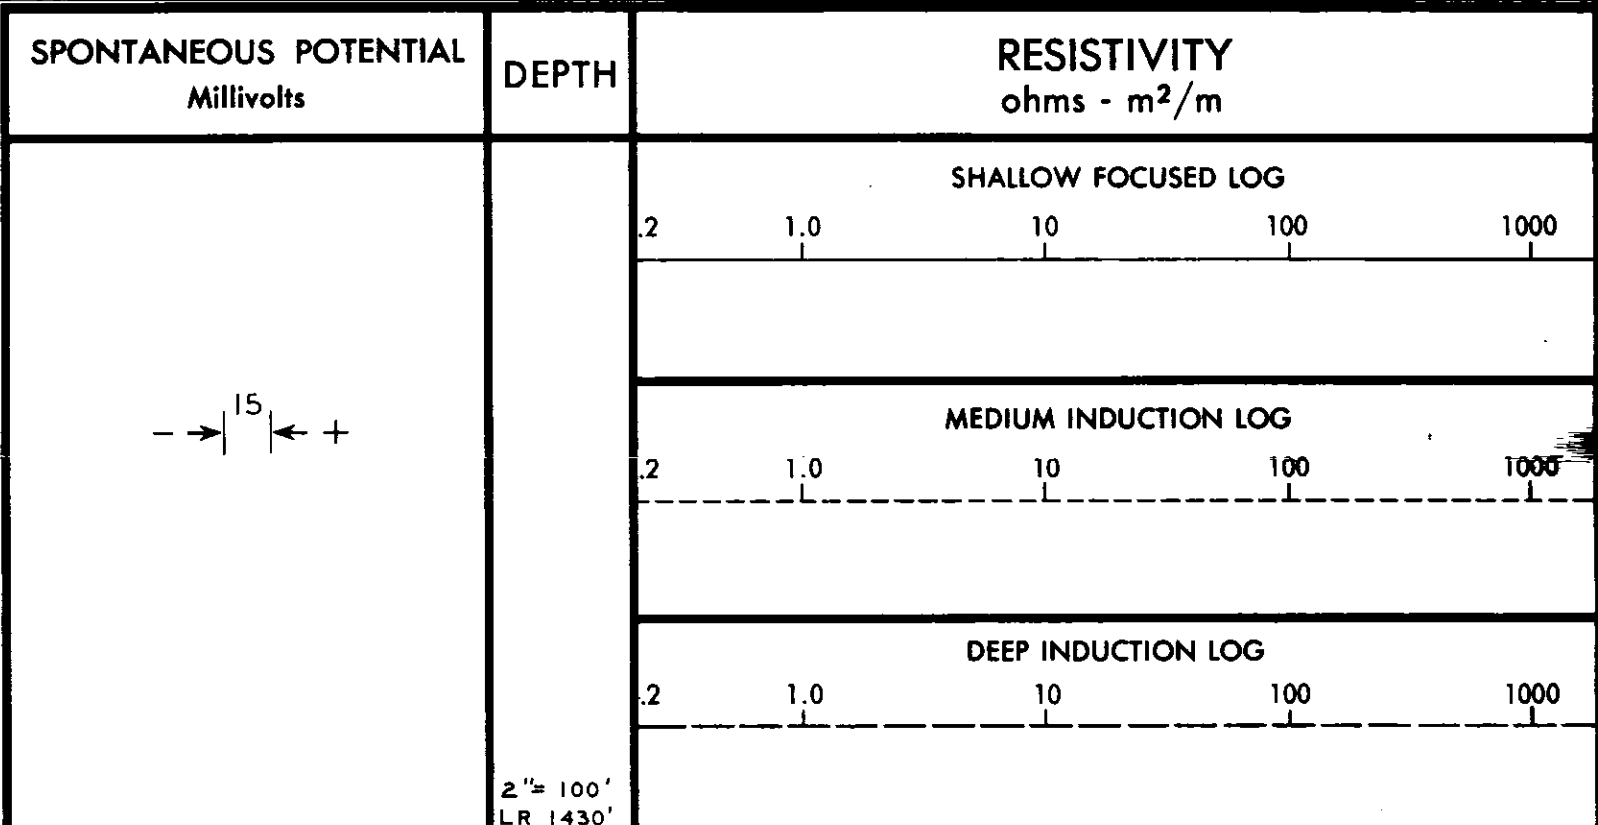 SPONTANEOUS POTENTIAL
Millivolts
DEPTH
RESISTIVITY
ohms - m²/m
SHALLOW FOCUSED LOG
.2 1.0 10 100 1000
- 15 +
MEDIUM INDUCTION LOG
.2 1.0 10 100 1000
DEEP INDUCTION LOG
.2 1.0 10 100 1000
2"= 100'
LR 1430'